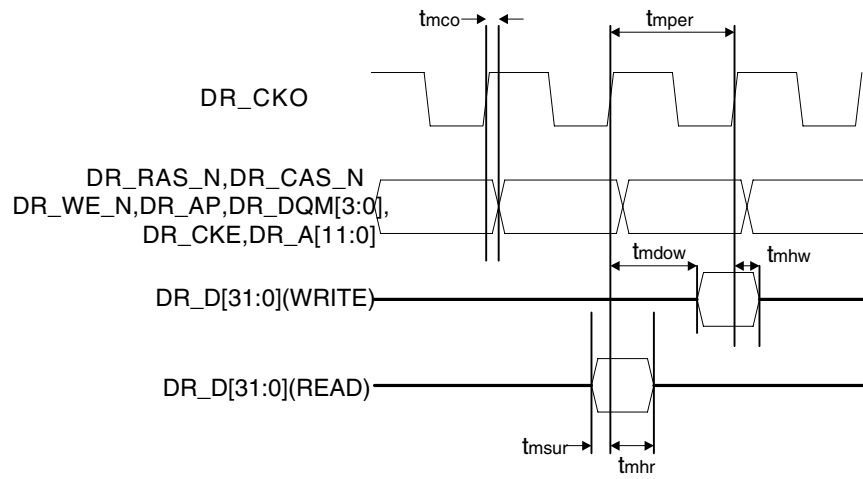 tmco
tmper
DR_CKO
DR_RAS_N,DR_CAS_N
DR_WE_N,DR_AP,DR_DQM[3:0],
DR_CKE,DR_A[11:0]
tmdow
tmhw
DR_D[31:0](WRITE)
DR_D[31:0](READ)
tmsur
tmhr